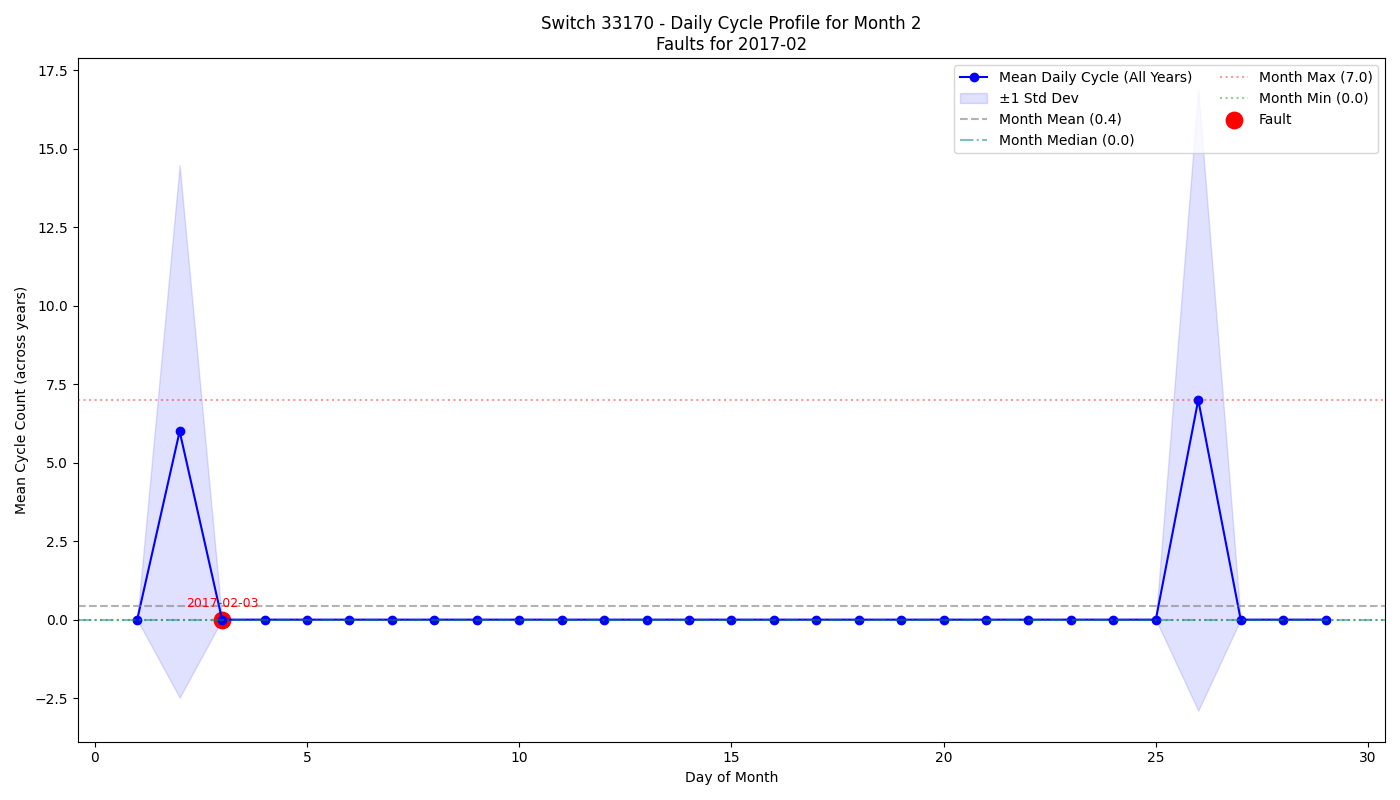 Switch 33170 - Daily Cycle Profile for Month 2
Faults for 2017-02
Mean Daily Cycle (All Years)
±1 Std Dev
Month Mean (0.4)
Month Median (0.0)
Month Max (7.0)
Month Min (0.0)
Fault
Mean Cycle Count (across years)
17.5
15.0
12.5
10.0
7.5
5.0
2.5
0.0
−2.5
2017-02-03
0
5
10
15
20
25
30
Day of Month